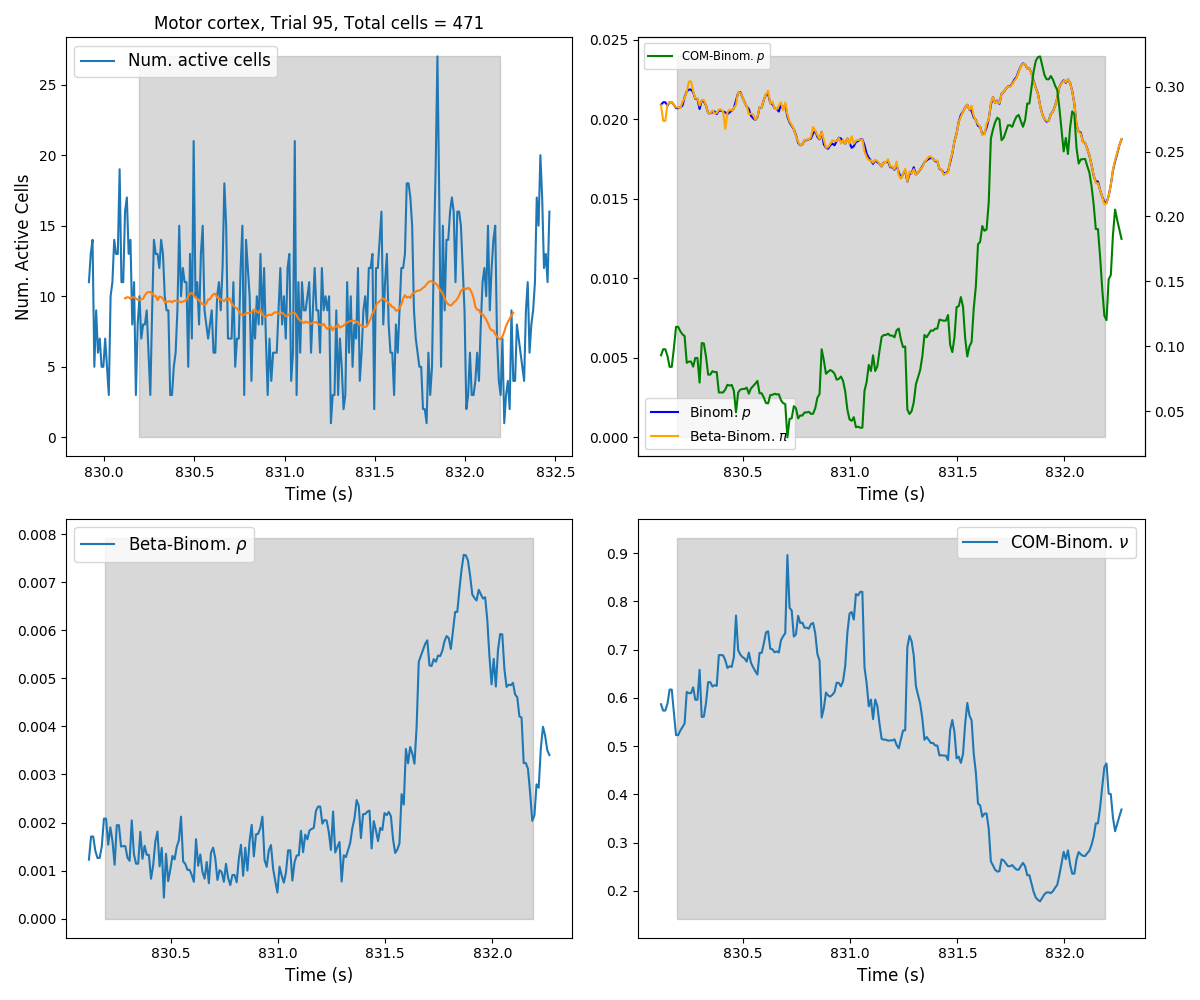 Motor cortex, Trial 95, Total cells = 471
Num. active cells
25
20
15
10
5
0
Num. Active Cells
830.0 830.5 831.0 831.5 832.0 832.5
Time (s)
COM-Binom. p
0.025
0.020
0.015
0.010
0.005
0.000
0.30
0.25
0.20
0.15
0.10
0.05
Binom. p
Beta-Binom. π
830.5 831.0 831.5 832.0
Time (s)
Beta-Binom. ρ
0.008
0.007
0.006
0.005
0.004
0.003
0.002
0.001
0.000
830.5 831.0 831.5 832.0
Time (s)
COM-Binom. ν
0.9
0.8
0.7
0.6
0.5
0.4
0.3
0.2
830.5 831.0 831.5 832.0
Time (s)